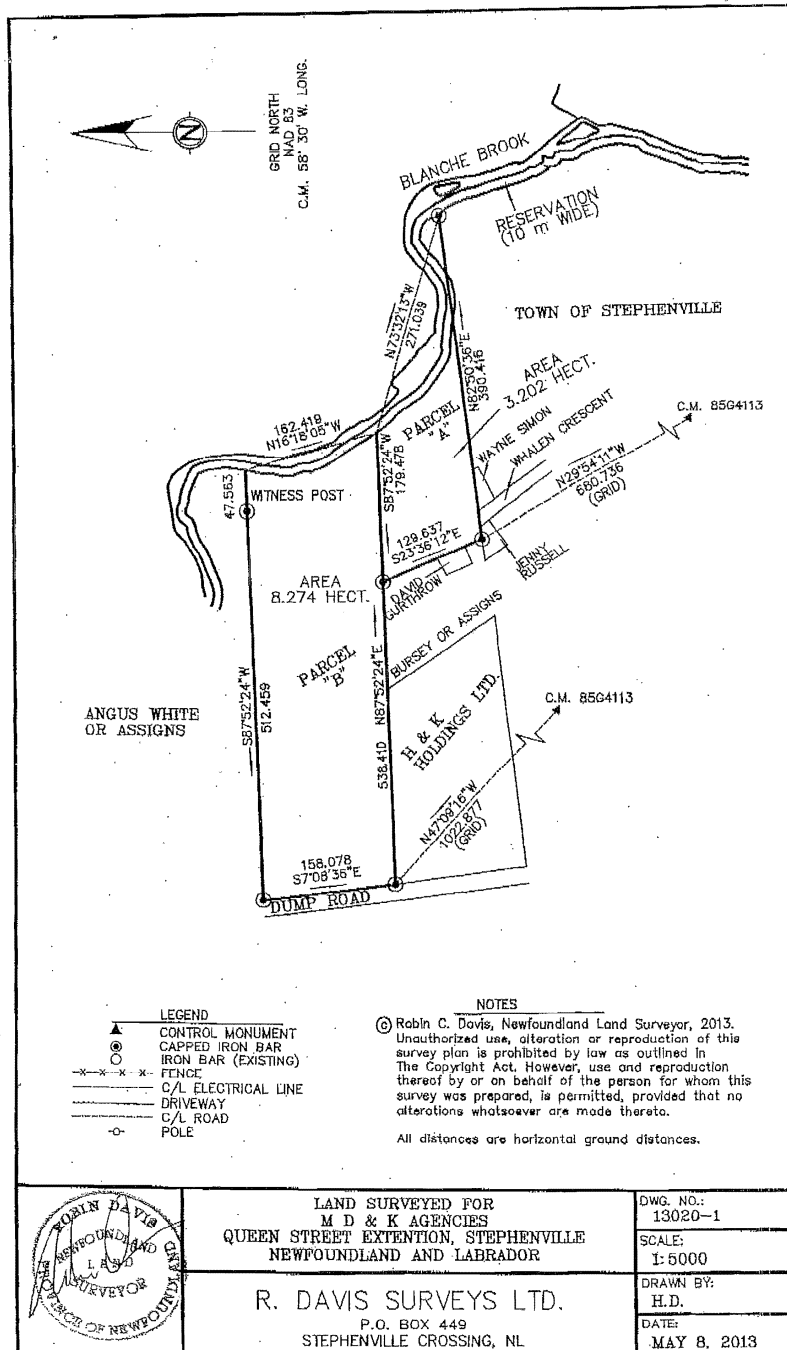 GRID NORTH
NAD 83
C.M. 58° 30' W. LONG.
N
BLANCHE BROOK
RESERVATION
(10 m WIDE)
TOWN OF STEPHENVILLE
N73°32'13"W
271.039
N82°50'36"E
390.416
AREA
3.202 HECT.
PARCEL
"A"
C.M. 85G4113
162.419
N16°18'05"W
S87°52'24"W
179.478
WAYNE SIMON
WHALEN CRESCENT
N29°54'11"W
680.736
(GRID)
47.563
WITNESS POST
129.637
S23°36'12"E
JENNY
RUSSELL
DAVID
GURTHROW
AREA
8.274 HECT.
BURSEY OR ASSIGNS
PARCEL
"B"
S87°52'24"W
512.459
N87°52'24"E
538.410
ANGUS WHITE
OR ASSIGNS
H & K
HOLDINGS LTD.
C.M. 85G4113
N47°09'16"W
1022.877
(GRID)
158.078
S7°08'36"E
DUMP ROAD
LEGEND
CONTROL MONUMENT
CAPPED IRON BAR
IRON BAR (EXISTING)
FENCE
C/L ELECTRICAL LINE
DRIVEWAY
C/L ROAD
POLE
NOTES
© Robin C. Davis, Newfoundland Land Surveyor, 2013.
Unauthorized use, alteration or reproduction of this
survey plan is prohibited by law as outlined in
The Copyright Act. However, use and reproduction
thereof by or on behalf of the person for whom this
survey was prepared, is permitted, provided that no
alterations whatsoever are made thereto.
All distances are horizontal ground distances.
ROBIN DAVIS
NEWFOUNDLAND
LAND
SURVEYOR
PROVINCE OF NEWFOUNDLAND
LAND SURVEYED FOR
M D & K AGENCIES
QUEEN STREET EXTENTION, STEPHENVILLE
NEWFOUNDLAND AND LABRADOR
R. DAVIS SURVEYS LTD.
P.O. BOX 449
STEPHENVILLE CROSSING, NL
DWG. NO.:
13020-1
SCALE:
1:5000
DRAWN BY:
H.D.
DATE:
MAY 8, 2013